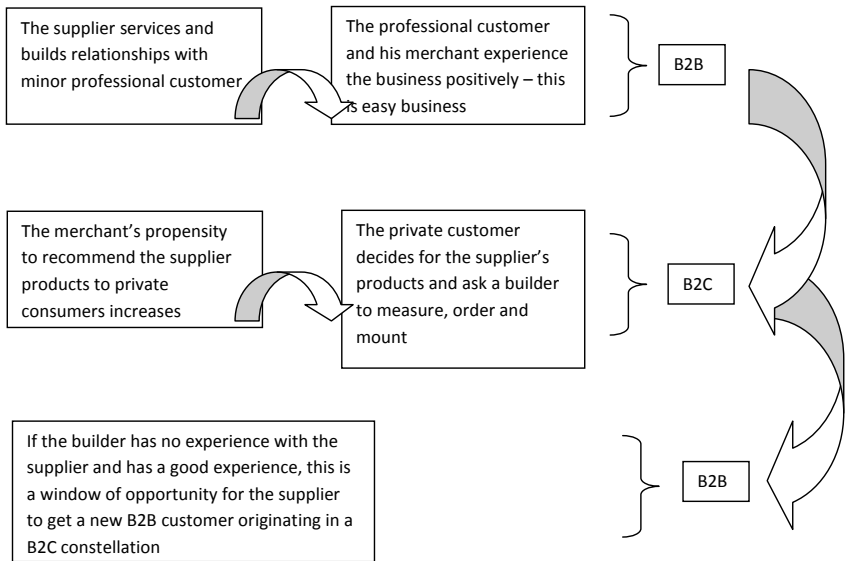 The supplier services and
builds relationships with
minor professional customer
The professional customer
and his merchant experience
the business positively – this
is easy business
B2B
The merchant's propensity
to recommend the supplier
products to private
consumers increases
The private customer
decides for the supplier's
products and ask a builder
to measure, order and
mount
B2C
If the builder has no experience with the
supplier and has a good experience, this is
a window of opportunity for the supplier
to get a new B2B customer originating in a
B2C constellation
B2B